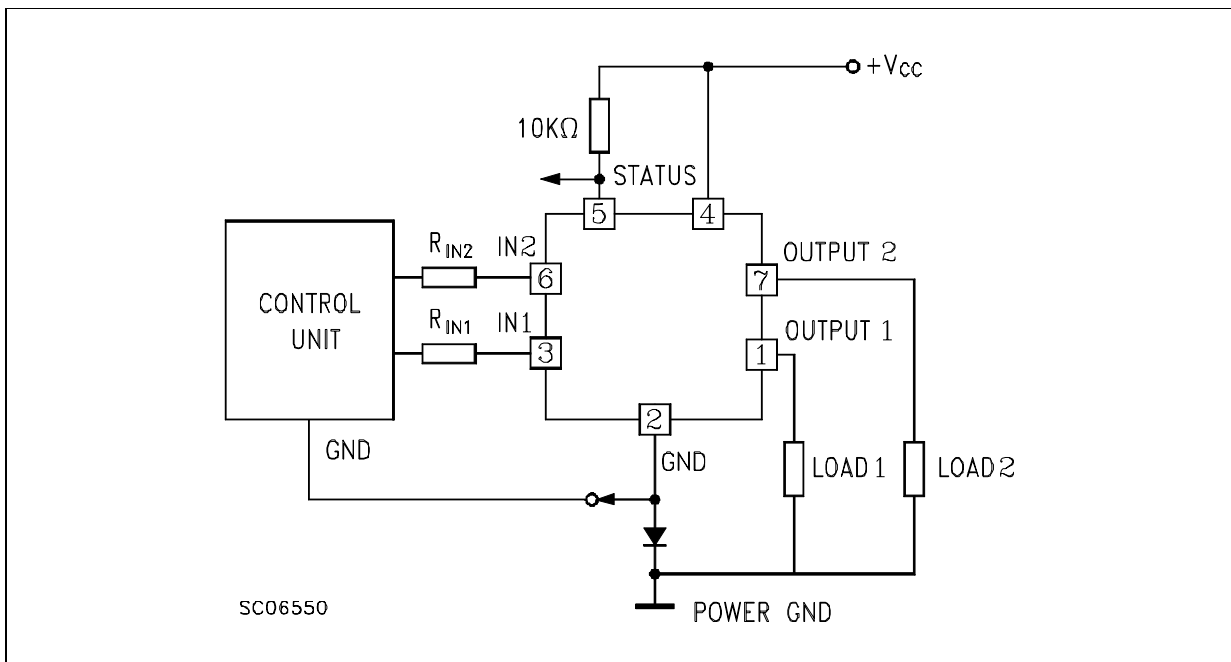 +VCC
10KΩ
STATUS
5
4
RIN2
IN2
6
OUTPUT 2
7
CONTROL
UNIT
RIN1
IN1
3
OUTPUT 1
1
2
GND
GND
LOAD 1
LOAD 2
SC06550
POWER GND